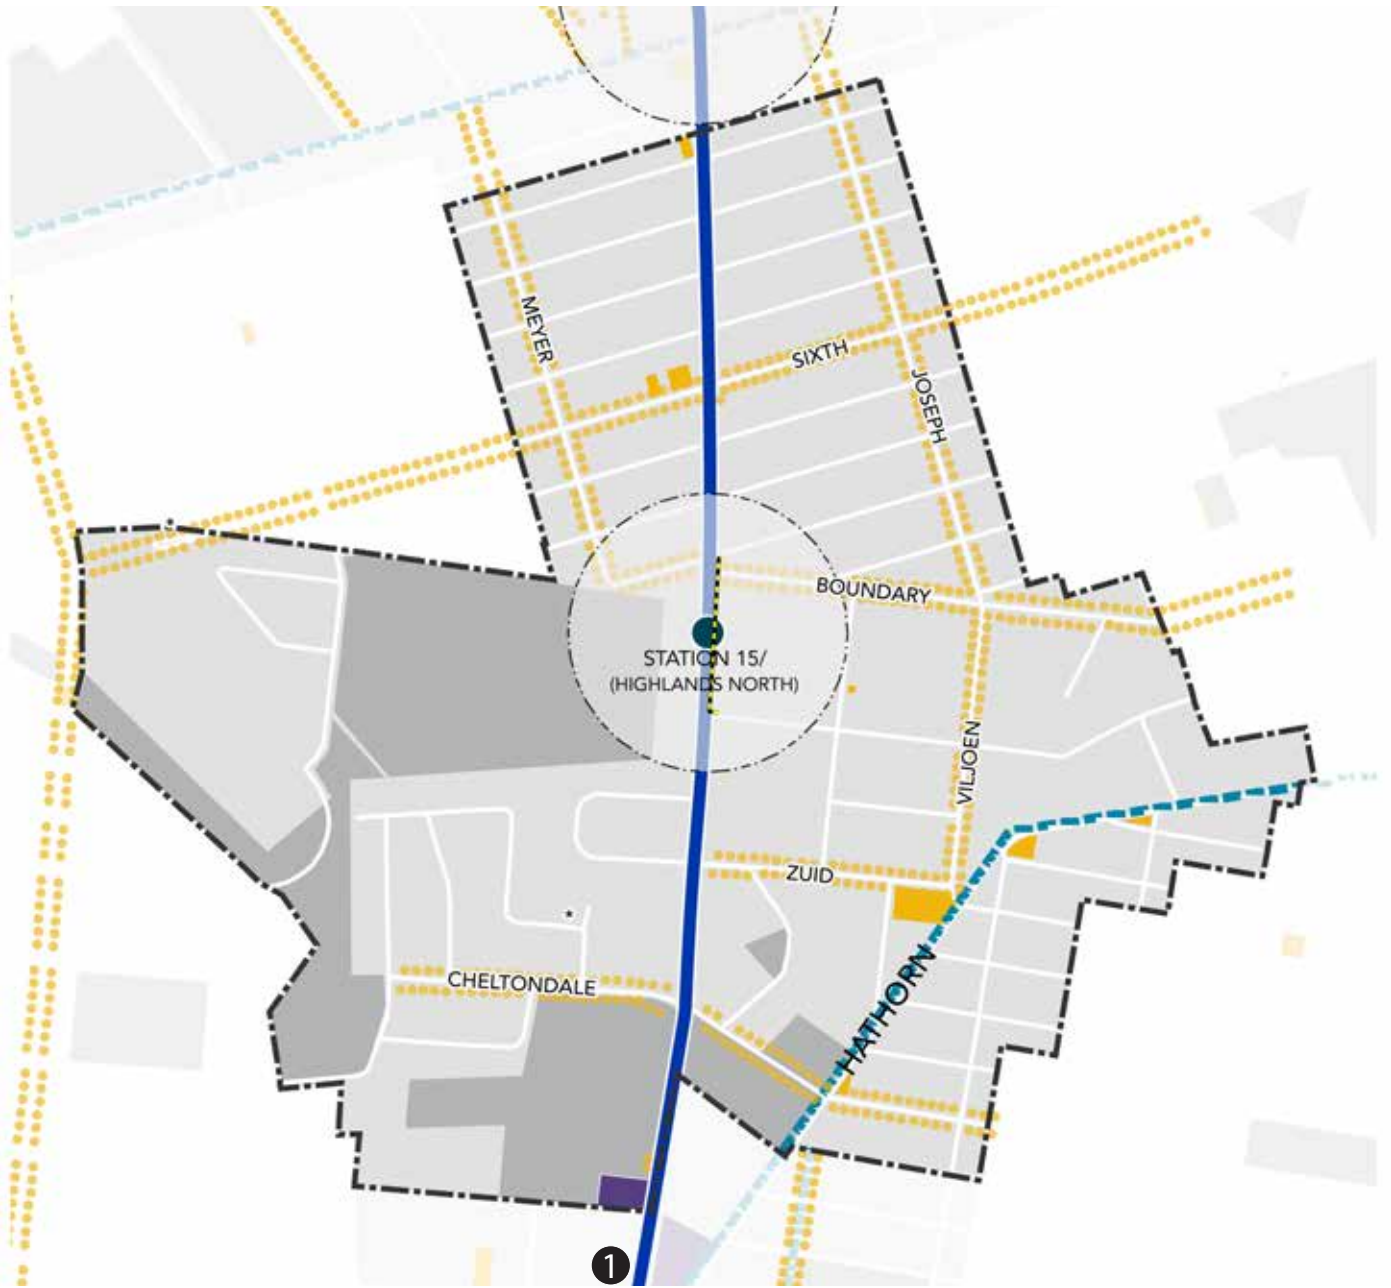 MEYER
SIXTH
JOSEPH
BOUNDARY
STATION 15/
(HIGHLANDS NORTH)
VILJOEN
ZUID
HATHORN
CHELTONDALE
1